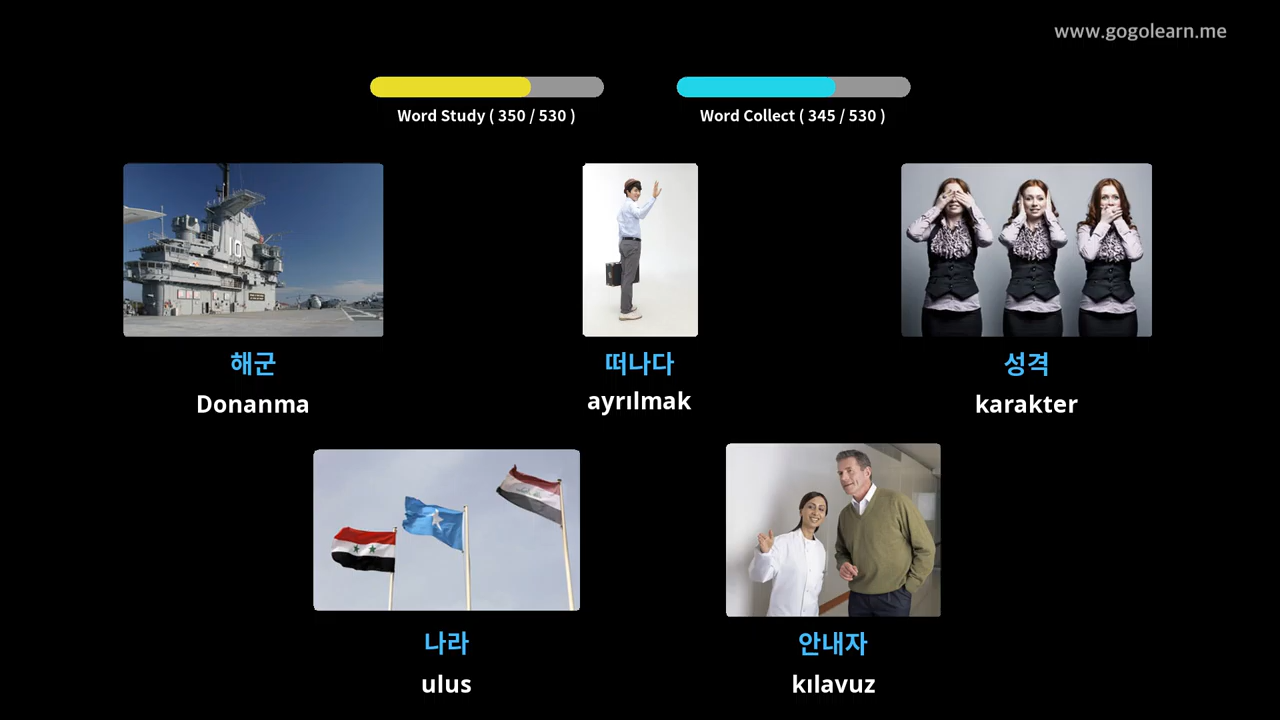 www.gogolearn.me
Word Study ( 350 / 530 )
Word Collect ( 345 / 530 )
10
해군
Donanma
떠나다
ayrılmak
성격
karakter
나라
ulus
안내자
kılavuz